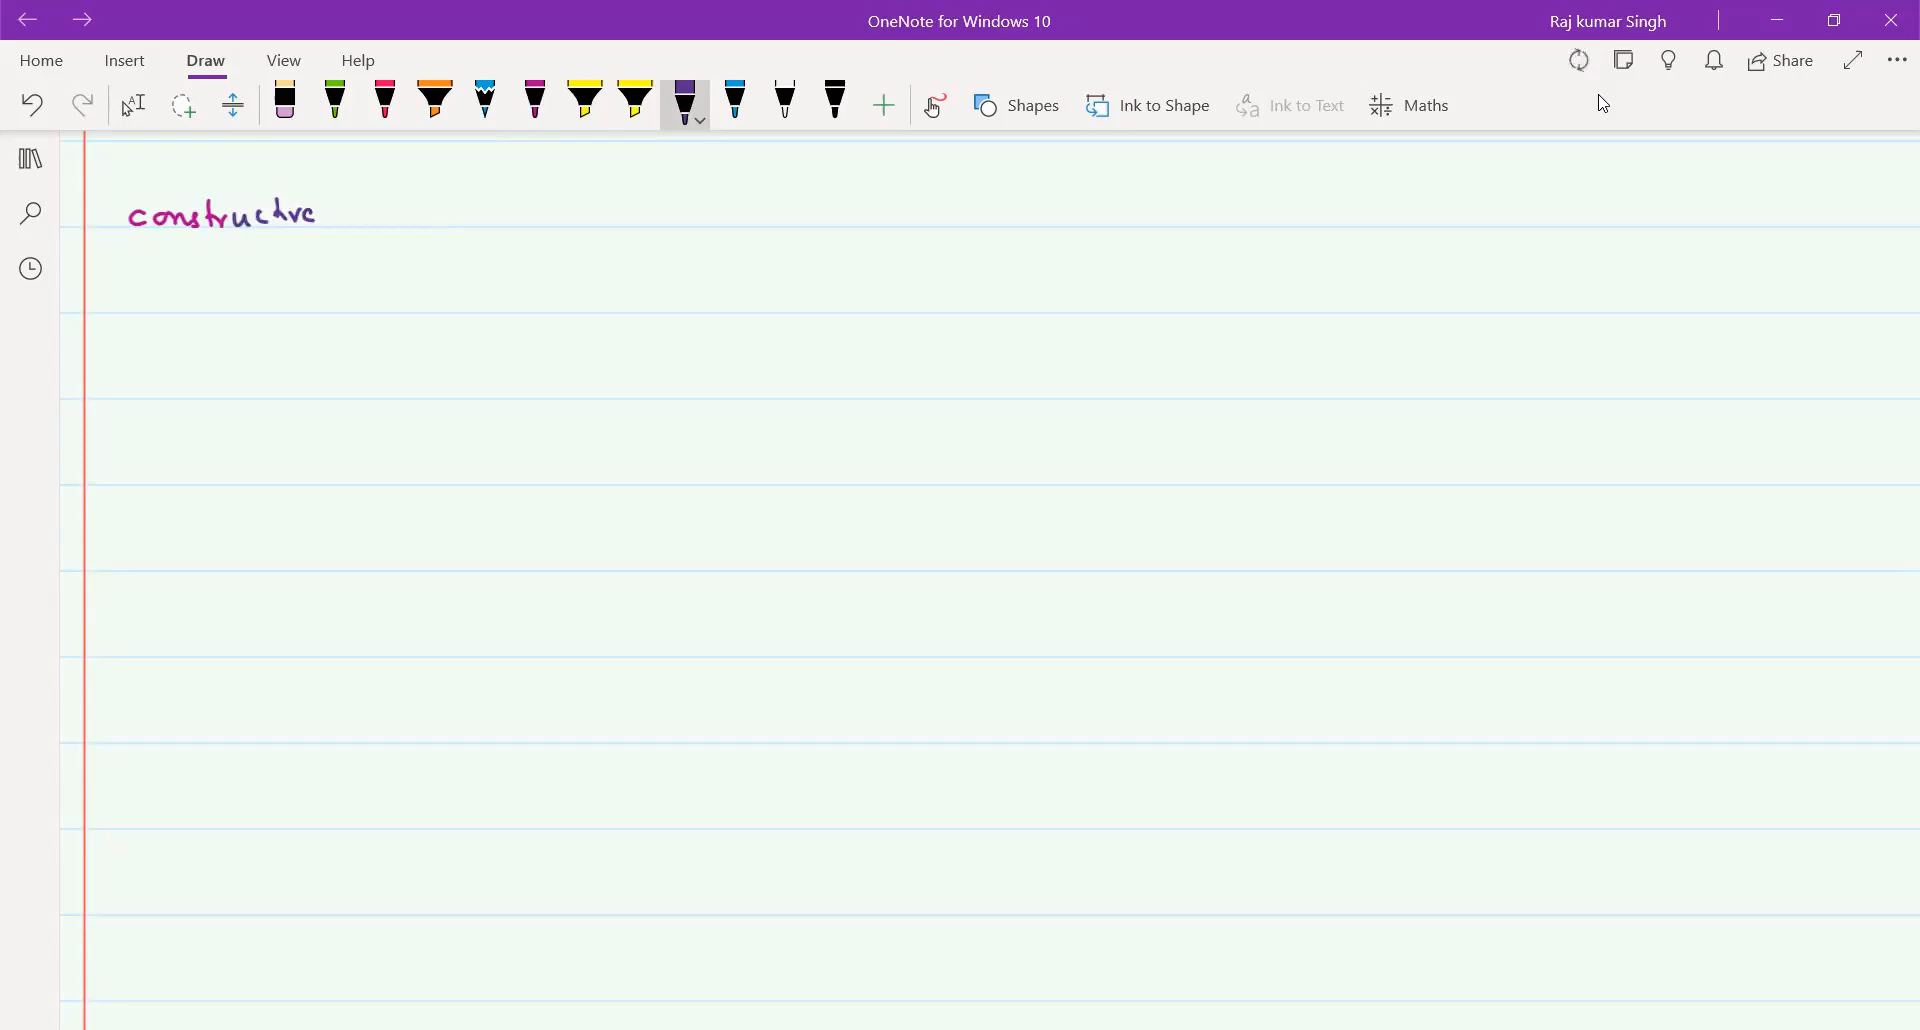 OneNote for Windows 10
Raj kumar Singh
Home Insert Draw View Help
Share
Shapes Ink to Shape Ink to Text Maths
constructive